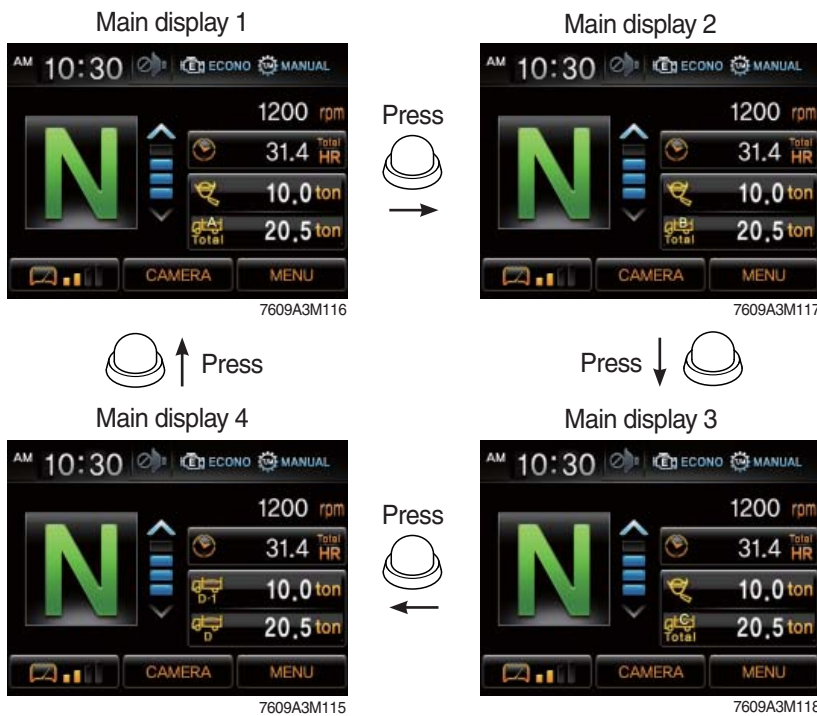 Main display 1
AM 10:30 E ECONO T/M MANUAL
N
1200 rpm
31.4 Total HR
10.0 ton
A Total 20.5 ton
CAMERA MENU
7609A3M116
Press
Main display 2
AM 10:30 E ECONO T/M MANUAL
N
1200 rpm
31.4 Total HR
10.0 ton
B Total 20.5 ton
CAMERA MENU
7609A3M117
Press
Press
Main display 4
AM 10:30 E ECONO T/M MANUAL
N
1200 rpm
31.4 Total HR
D-1 10.0 ton
D 20.5 ton
CAMERA MENU
7609A3M115
Press
Main display 3
AM 10:30 E ECONO T/M MANUAL
N
1200 rpm
31.4 Total HR
10.0 ton
C Total 20.5 ton
CAMERA MENU
7609A3M118